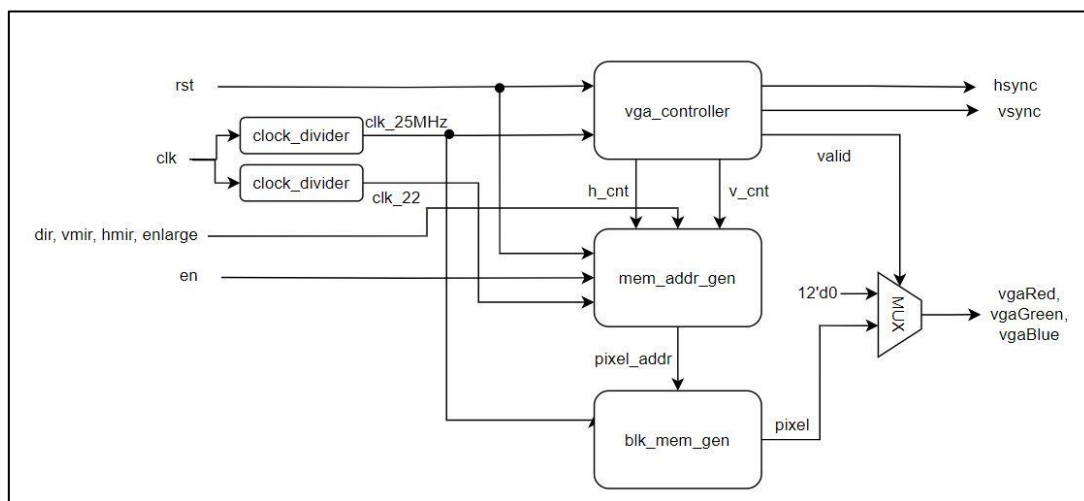 rst
vga_controller
hsync
vsync
clk
clock_divider
clk_25MHz
clock_divider
clk_22
valid
h_cnt
v_cnt
dir, vmir, hmir, enlarge
en
mem_addr_gen
12'd0
MUX
vgaRed,
vgaGreen,
vgaBlue
pixel_addr
blk_mem_gen
pixel